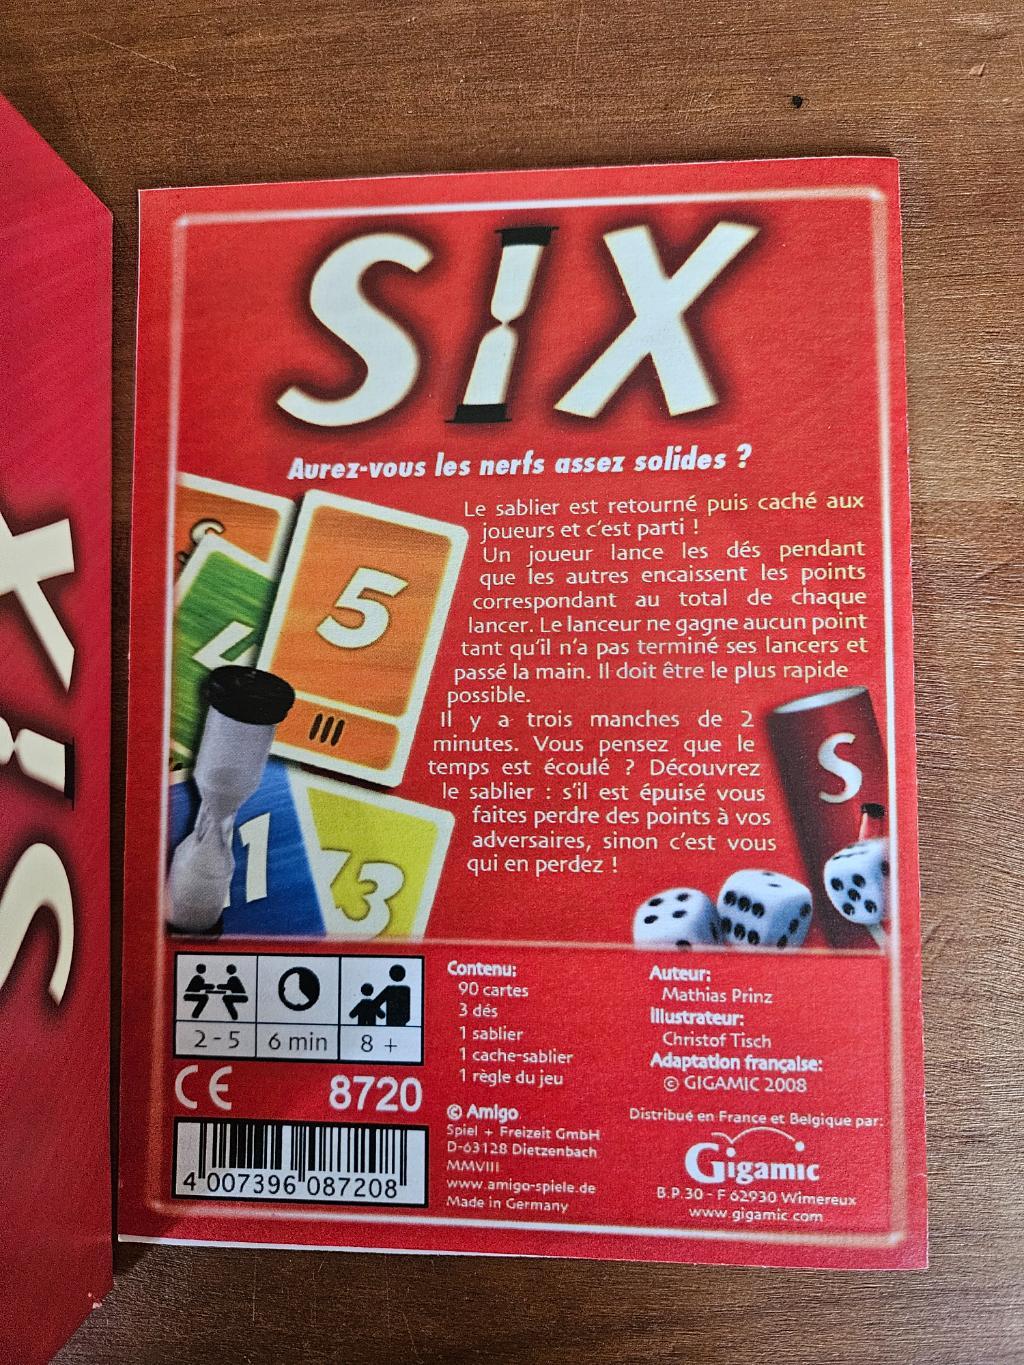 SIX
SIX
Aurez-vous les nerfs assez solides ?
Le sablier est retourné puis caché aux
joueurs et c'est parti !
Un joueur lance les dés pendant
que les autres encaissent les points
correspondant au total de chaque
lancer. Le lanceur ne gagne aucun point
tant qu'il n'a pas terminé ses lancers et
passé la main. Il doit être le plus rapide
possible.
Il y a trois manches de 2
minutes. Vous pensez que le
temps est écoulé ? Découvrez
le sablier : s'il est épuisé vous
faites perdre des points à vos
adversaires, sinon c'est vous
qui en perdez !
5
III
4
1
13
S
2 - 5
6 min
8 +
CE
8720
4 007396 087208
Contenu:
90 cartes
3 dés
1 sablier
1 cache-sablier
1 règle du jeu
© Amigo
Spiel + Freizeit GmbH
D-63128 Dietzenbach
MMVIII
www.amigo-spiele.de
Made in Germany
Auteur:
Mathias Prinz
Illustrateur:
Christof Tisch
Adaptation française:
© GIGAMIC 2008
Distribué en France et Belgique par:
Gigamic
B.P.30 - F 62930 Wimereux
www.gigamic.com